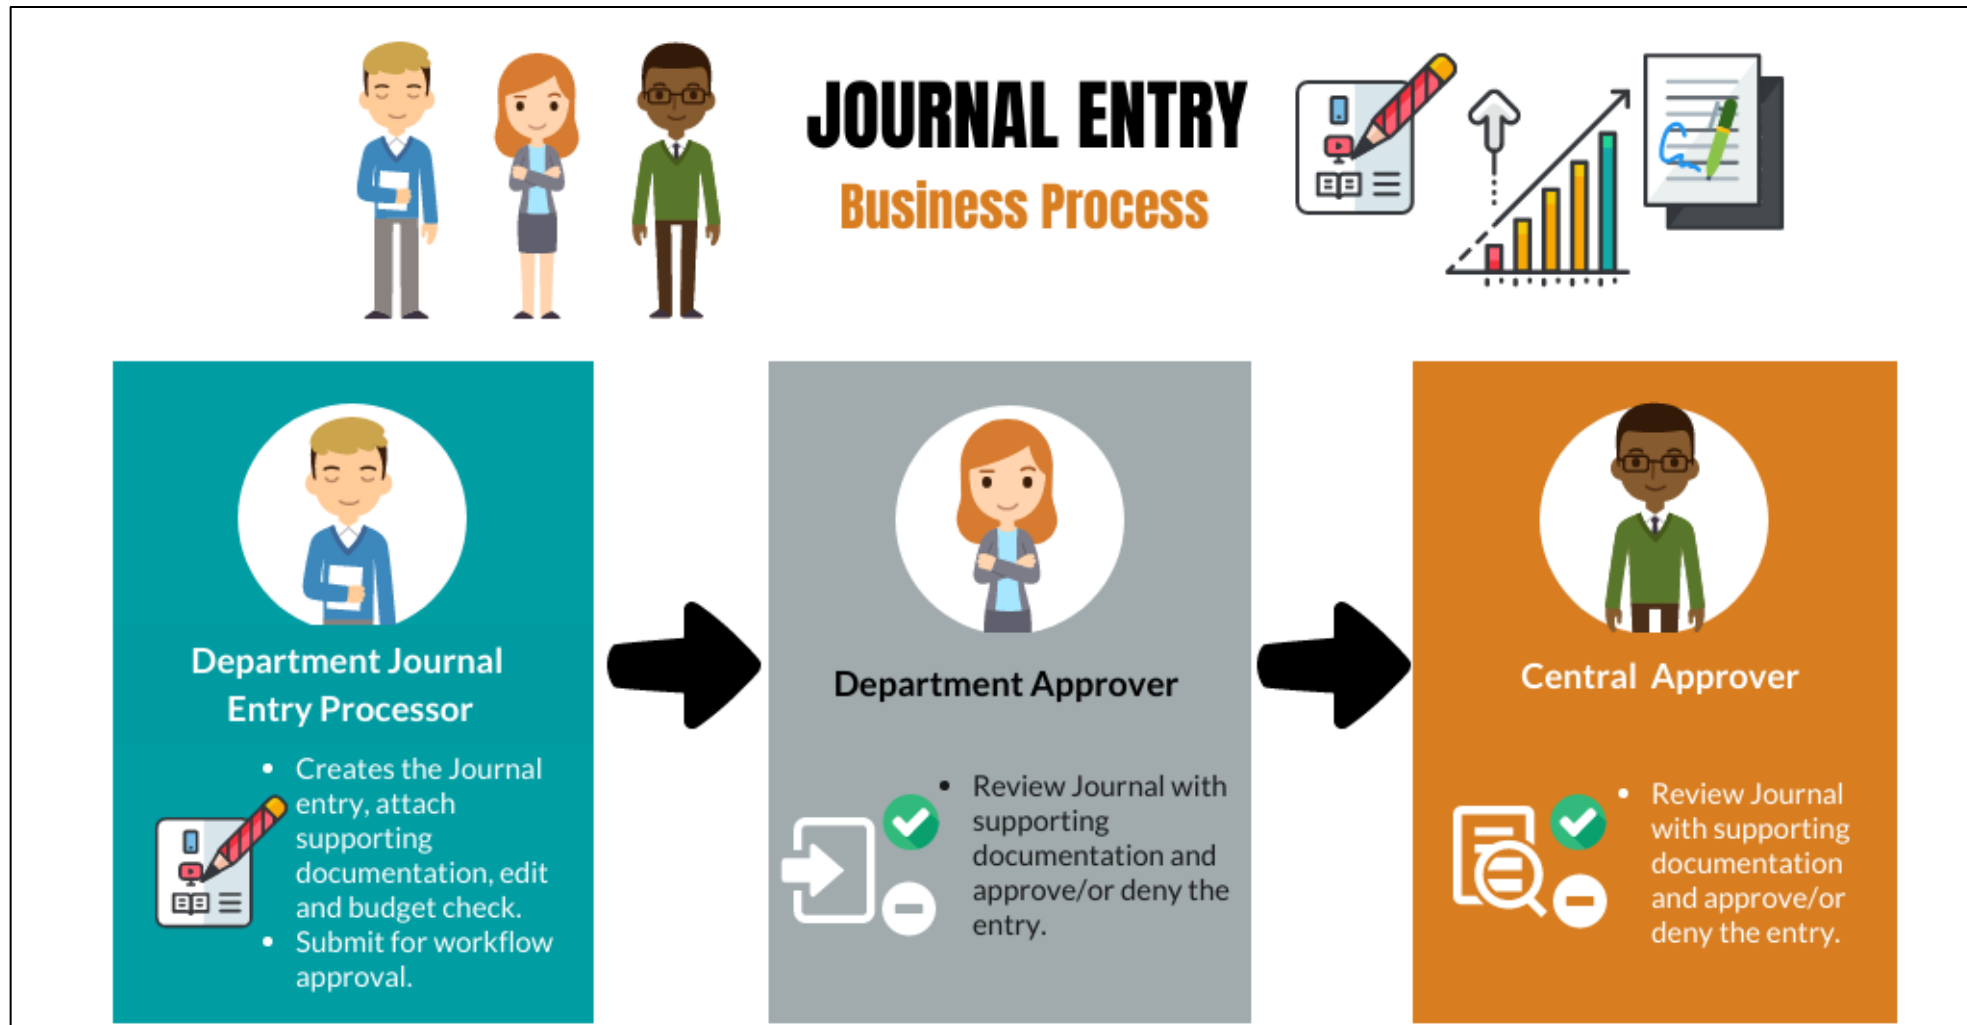 JOURNAL ENTRY
Business Process
Department Journal
Entry Processor
• Creates the Journal
entry, attach
supporting
documentation, edit
and budget check.
• Submit for workflow
approval.
Department Approver
• Review Journal with
supporting
documentation and
approve/or deny the
entry.
Central Approver
• Review Journal
with supporting
documentation
and approve/or
deny the entry.